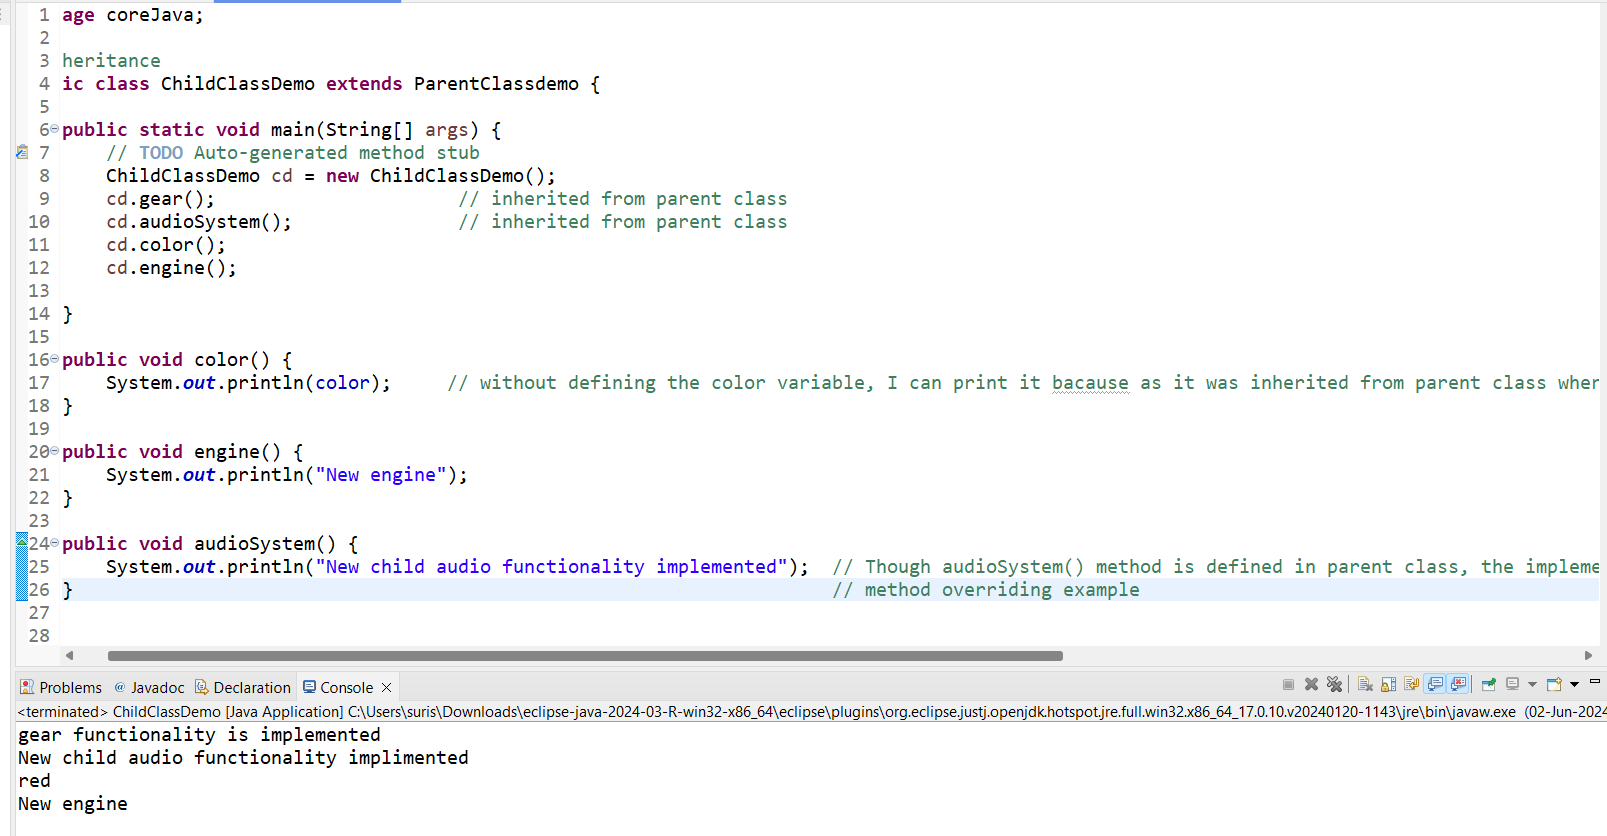 1 age coreJava;
2
3 heritance
4 ic class ChildClassDemo extends ParentClassdemo {
5
6 public static void main(String[] args) {
7 // TODO Auto-generated method stub
8 ChildClassDemo cd = new ChildClassDemo();
9 cd.gear(); // inherited from parent class
10 cd.audioSystem(); // inherited from parent class
11 cd.color();
12 cd.engine();
13
14 }
15
16 public void color() {
17 System.out.println(color); // without defining the color variable, I can print it bacause as it was inherited from parent class wher
18 }
19
20 public void engine() {
21 System.out.println("New engine");
22 }
23
24 public void audioSystem() {
25 System.out.println("New child audio functionality implemented"); // Though audioSystem() method is defined in parent class, the impleme
26 } // method overriding example
27
28
Problems @ Javadoc Declaration Console
<terminated> ChildClassDemo [Java Application] C:\Users\suris\Downloads\eclipse-java-2024-03-R-win32-x86_64\eclipse\plugins\org.eclipse.justj.openjdk.hotspot.jre.full.win32.x86_64_17.0.10.v20240120-1143\jre\bin\javaw.exe (02-Jun-2024
gear functionality is implemented
New child audio functionality implimented
red
New engine